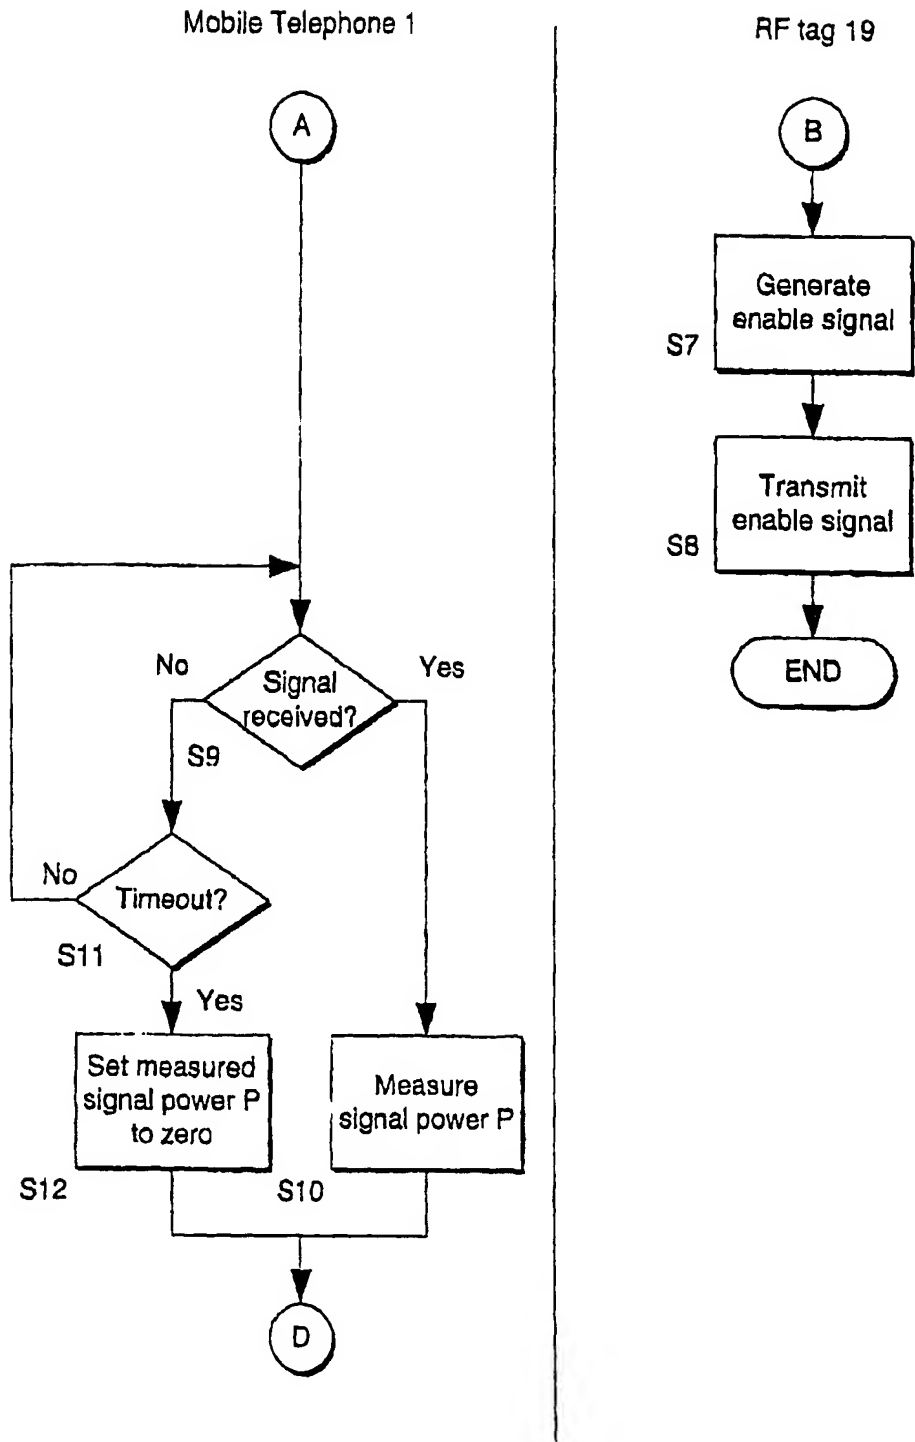 Mobile Telephone 1
RF tag 19
A
B
Generate
enable signal
S7
Transmit
enable signal
S8
END
No
Yes
Signal
received?
S9
No
Timeout?
S11
Yes
Set measured
signal power P
to zero
S12
Measure
signal power P
S10
D